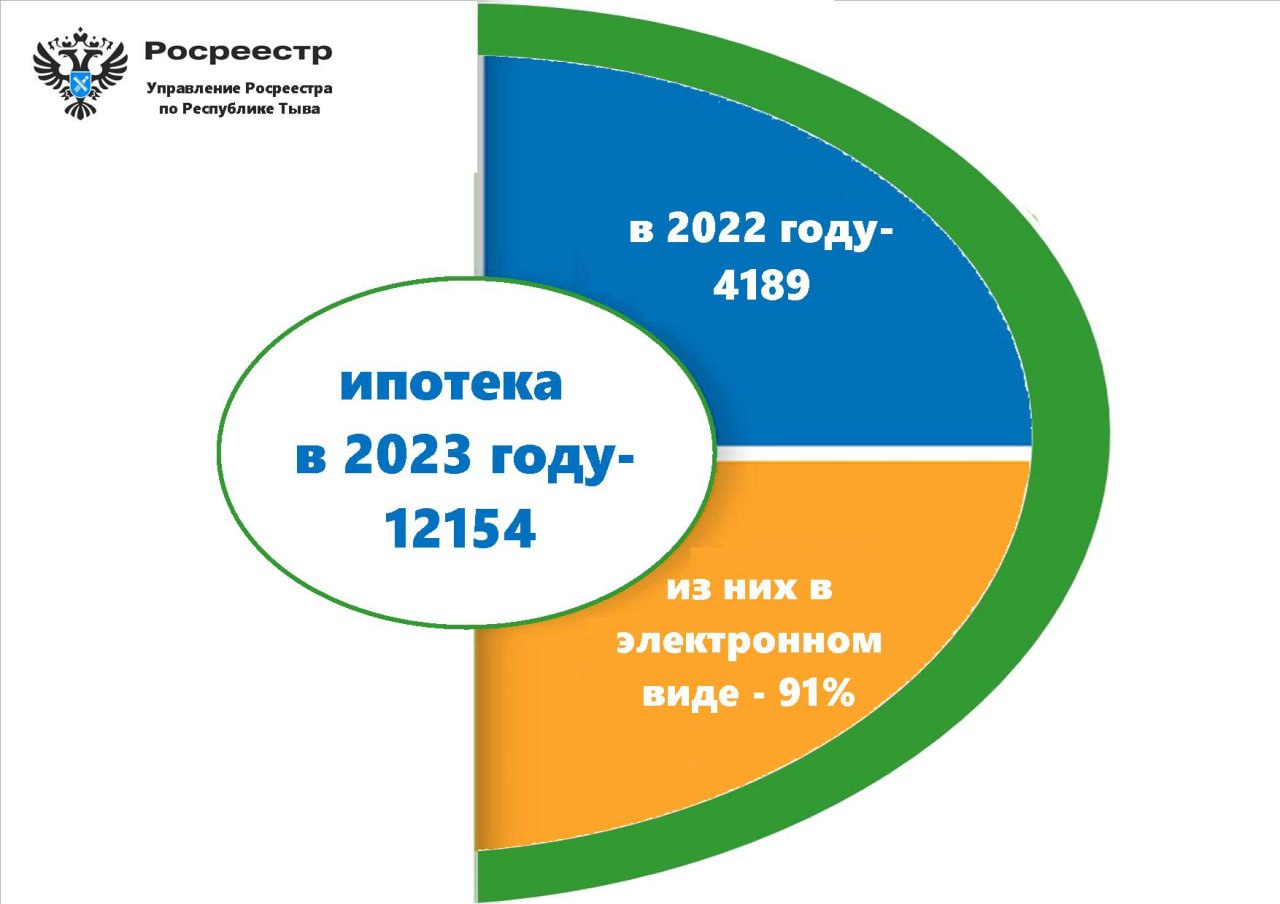 Росреестр
Управление Росреестра
по Республике Тыва
в 2022 году-
4189
ипотека
в 2023 году-
12154
из них в
электронном
виде - 91%